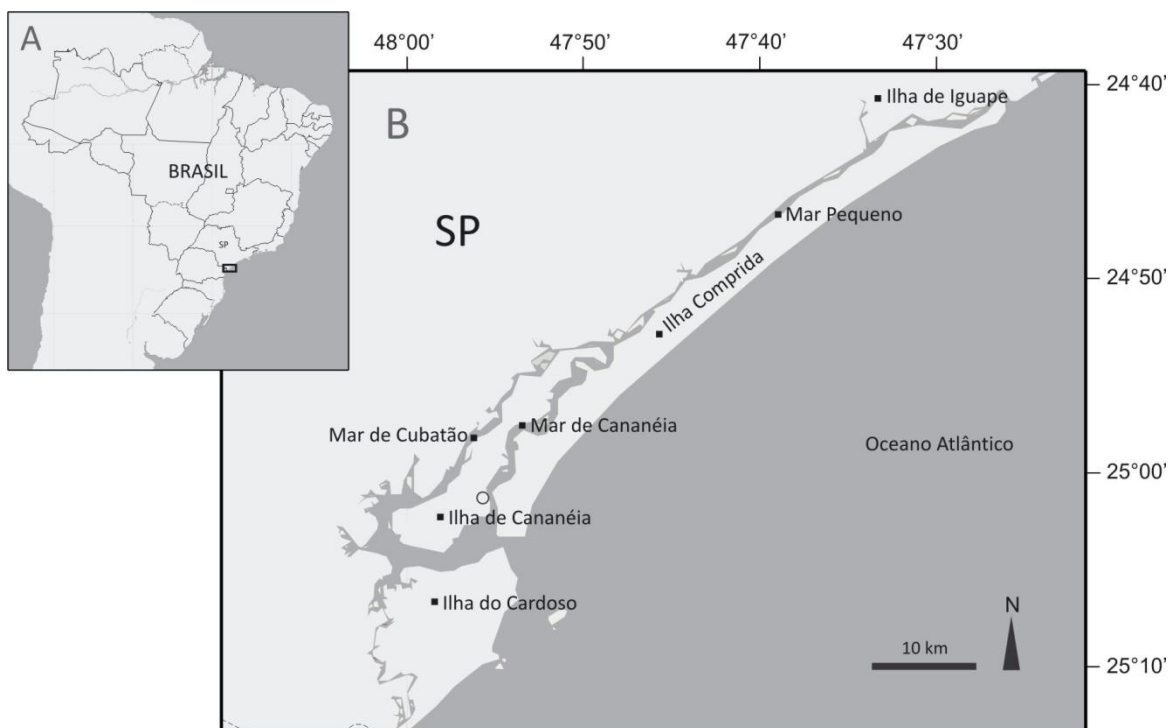 A
BRASIL
SP
48°00'
47°50'
47°40'
47°30'
B
SP
24°40'
24°50'
25°00'
25°10'
Ilha de Iguape
Mar Pequeno
Ilha Comprida
Mar de Cubatão
Mar de Cananéia
Oceano Atlântico
Ilha de Cananéia
Ilha do Cardoso
N
10 km